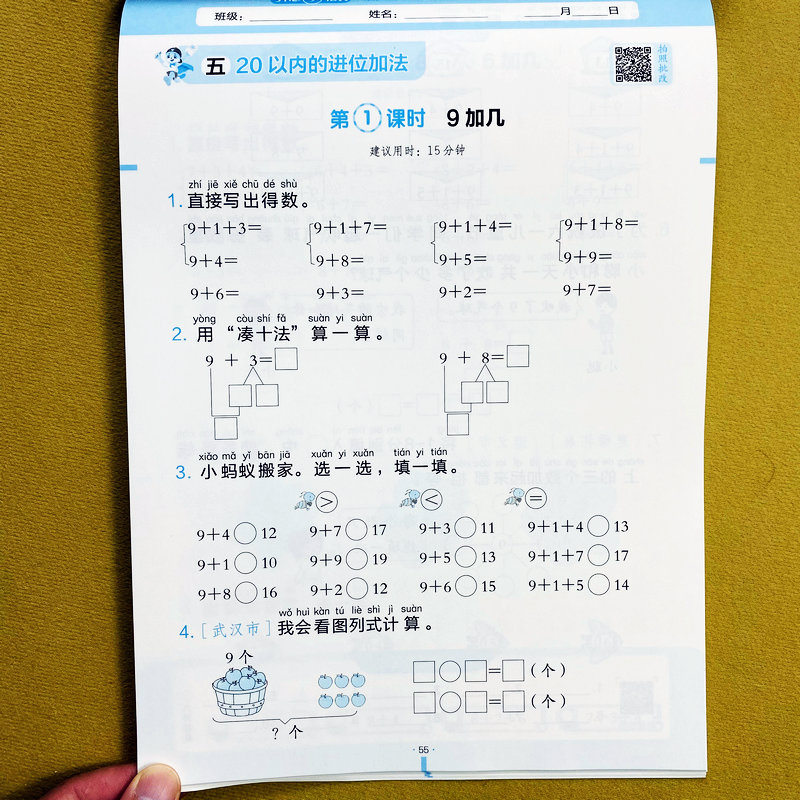 班级： 姓名： 月 日
五 20以内的进位加法
拍照批改
第1课时 9加几
建议用时：15分钟
zhí jiē xiě chū dé shù
1.直接写出得数。
9+1+3= 9+1+7= 9+1+4= 9+1+8=
9+4= 9+8= 9+5= 9+9=
9+6= 9+3= 9+2= 9+7=
yòng còu shí fǎ suàn yi suàn
2.用“凑十法”算一算。
9 + 3=□ 9 + 8=□
xiǎo mǎ yǐ bān jiā xuǎn yi xuǎn tián yi tián
3.小蚂蚁搬家。选一选，填一填。
> < =
9+4○12 9+7○17 9+3○11 9+1+4○13
9+1○10 9+9○19 9+5○13 9+1+7○17
9+8○16 9+2○12 9+6○15 9+1+5○14
wǒ huì kàn tú liè shì jì suàn
4.[武汉市]我会看图列式计算。
9个
□○□=□(个)
□○□=□(个)
?个
·55·